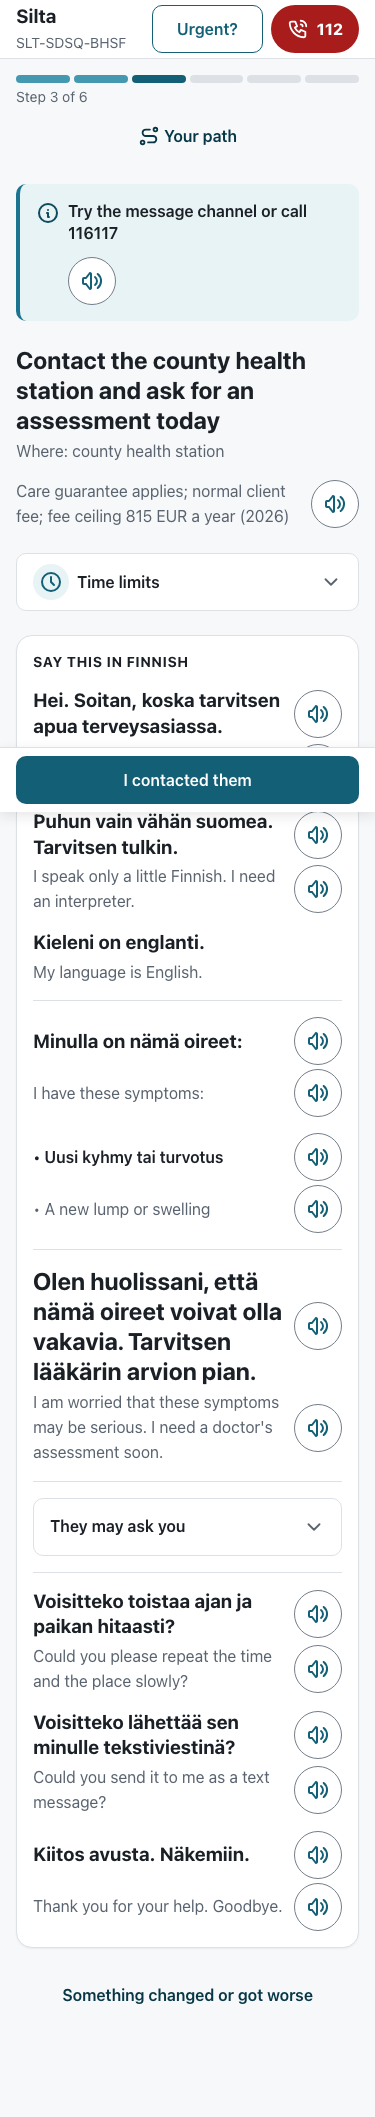 Silta
SLT-SDSQ-BHSF
Urgent?
112
Step 3 of 6
Your path
Try the message channel or call
116117
Contact the county health
station and ask for an
assessment today
Where: county health station
Care guarantee applies; normal client
fee; fee ceiling 815 EUR a year (2026)
Time limits
SAY THIS IN FINNISH
Hei. Soitan, koska tarvitsen
apua terveysasiassa.
I contacted them
Puhun vain vähän suomea.
Tarvitsen tulkin.
I speak only a little Finnish. I need
an interpreter.
Kieleni on englanti.
My language is English.
Minulla on nämä oireet:
I have these symptoms:
• Uusi kyhmy tai turvotus
• A new lump or swelling
Olen huolissani, että
nämä oireet voivat olla
vakavia. Tarvitsen
lääkärin arvion pian.
I am worried that these symptoms
may be serious. I need a doctor's
assessment soon.
They may ask you
Voisitteko toistaa ajan ja
paikan hitaasti?
Could you please repeat the time
and the place slowly?
Voisitteko lähettää sen
minulle tekstiviestinä?
Could you send it to me as a text
message?
Kiitos avusta. Näkemiin.
Thank you for your help. Goodbye.
Something changed or got worse